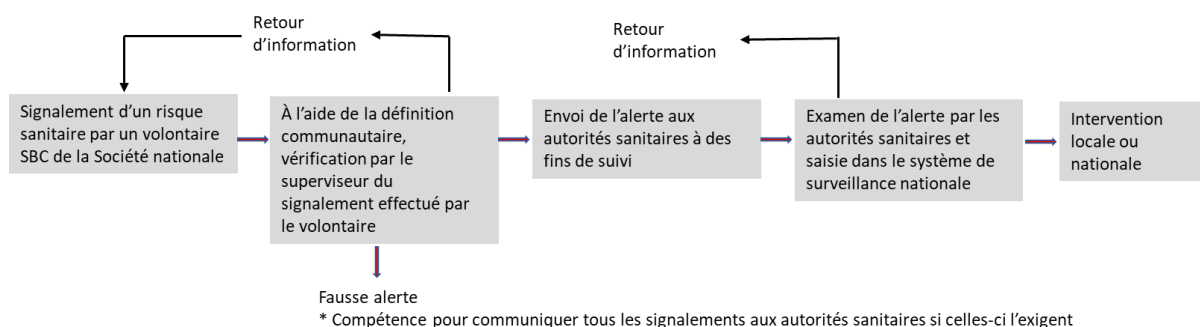 Retour
d’information
Retour
d’information
Signalement d’un risque
sanitaire par un volontaire
SBC de la Société nationale
À l’aide de la définition
communautaire,
vérification par le
superviseur du
signalement effectué par
le volontaire
Envoi de l’alerte aux
autorités sanitaires à des
fins de suivi
Examen de l’alerte par les
autorités sanitaires et
saisie dans le système de
surveillance nationale
Intervention
locale ou
nationale
Fausse alerte
* Compétence pour communiquer tous les signalements aux autorités sanitaires si celles-ci l’exigent